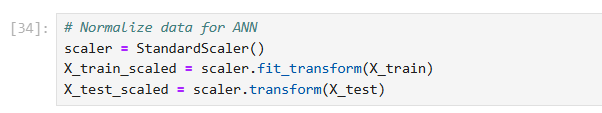 [34]: # Normalize data for ANN
scaler = StandardScaler()
X_train_scaled = scaler.fit_transform(X_train)
X_test_scaled = scaler.transform(X_test)